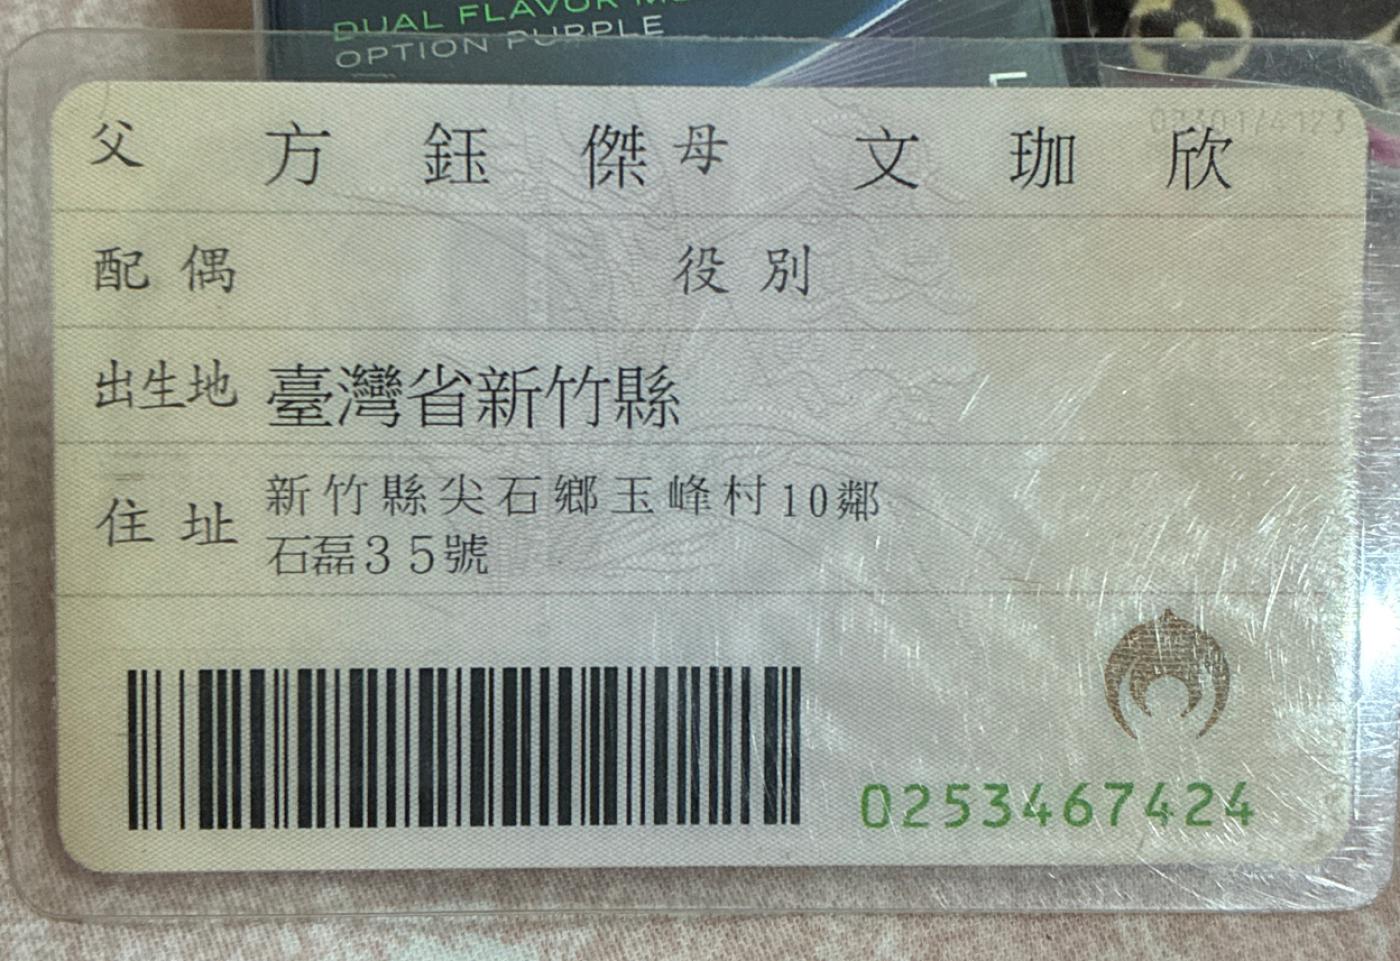 DUAL FLAVOR
OPTION PURPLE
父 方鈺傑 母 文珈欣
配偶 役別
出生地 臺灣省新竹縣
住址 新竹縣尖石鄉玉峰村10鄰
石磊35號
0253467424